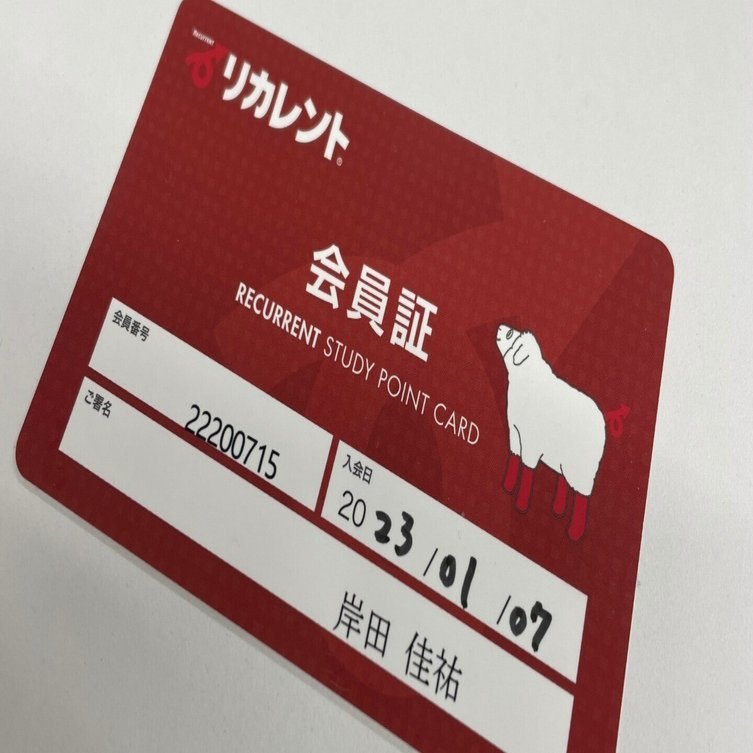 RECURRENT
リカレント®
会員証
RECURRENT STUDY POINT CARD
会員番号
22200715
入会日
2023/01/07
ご署名
岸田 佳祐